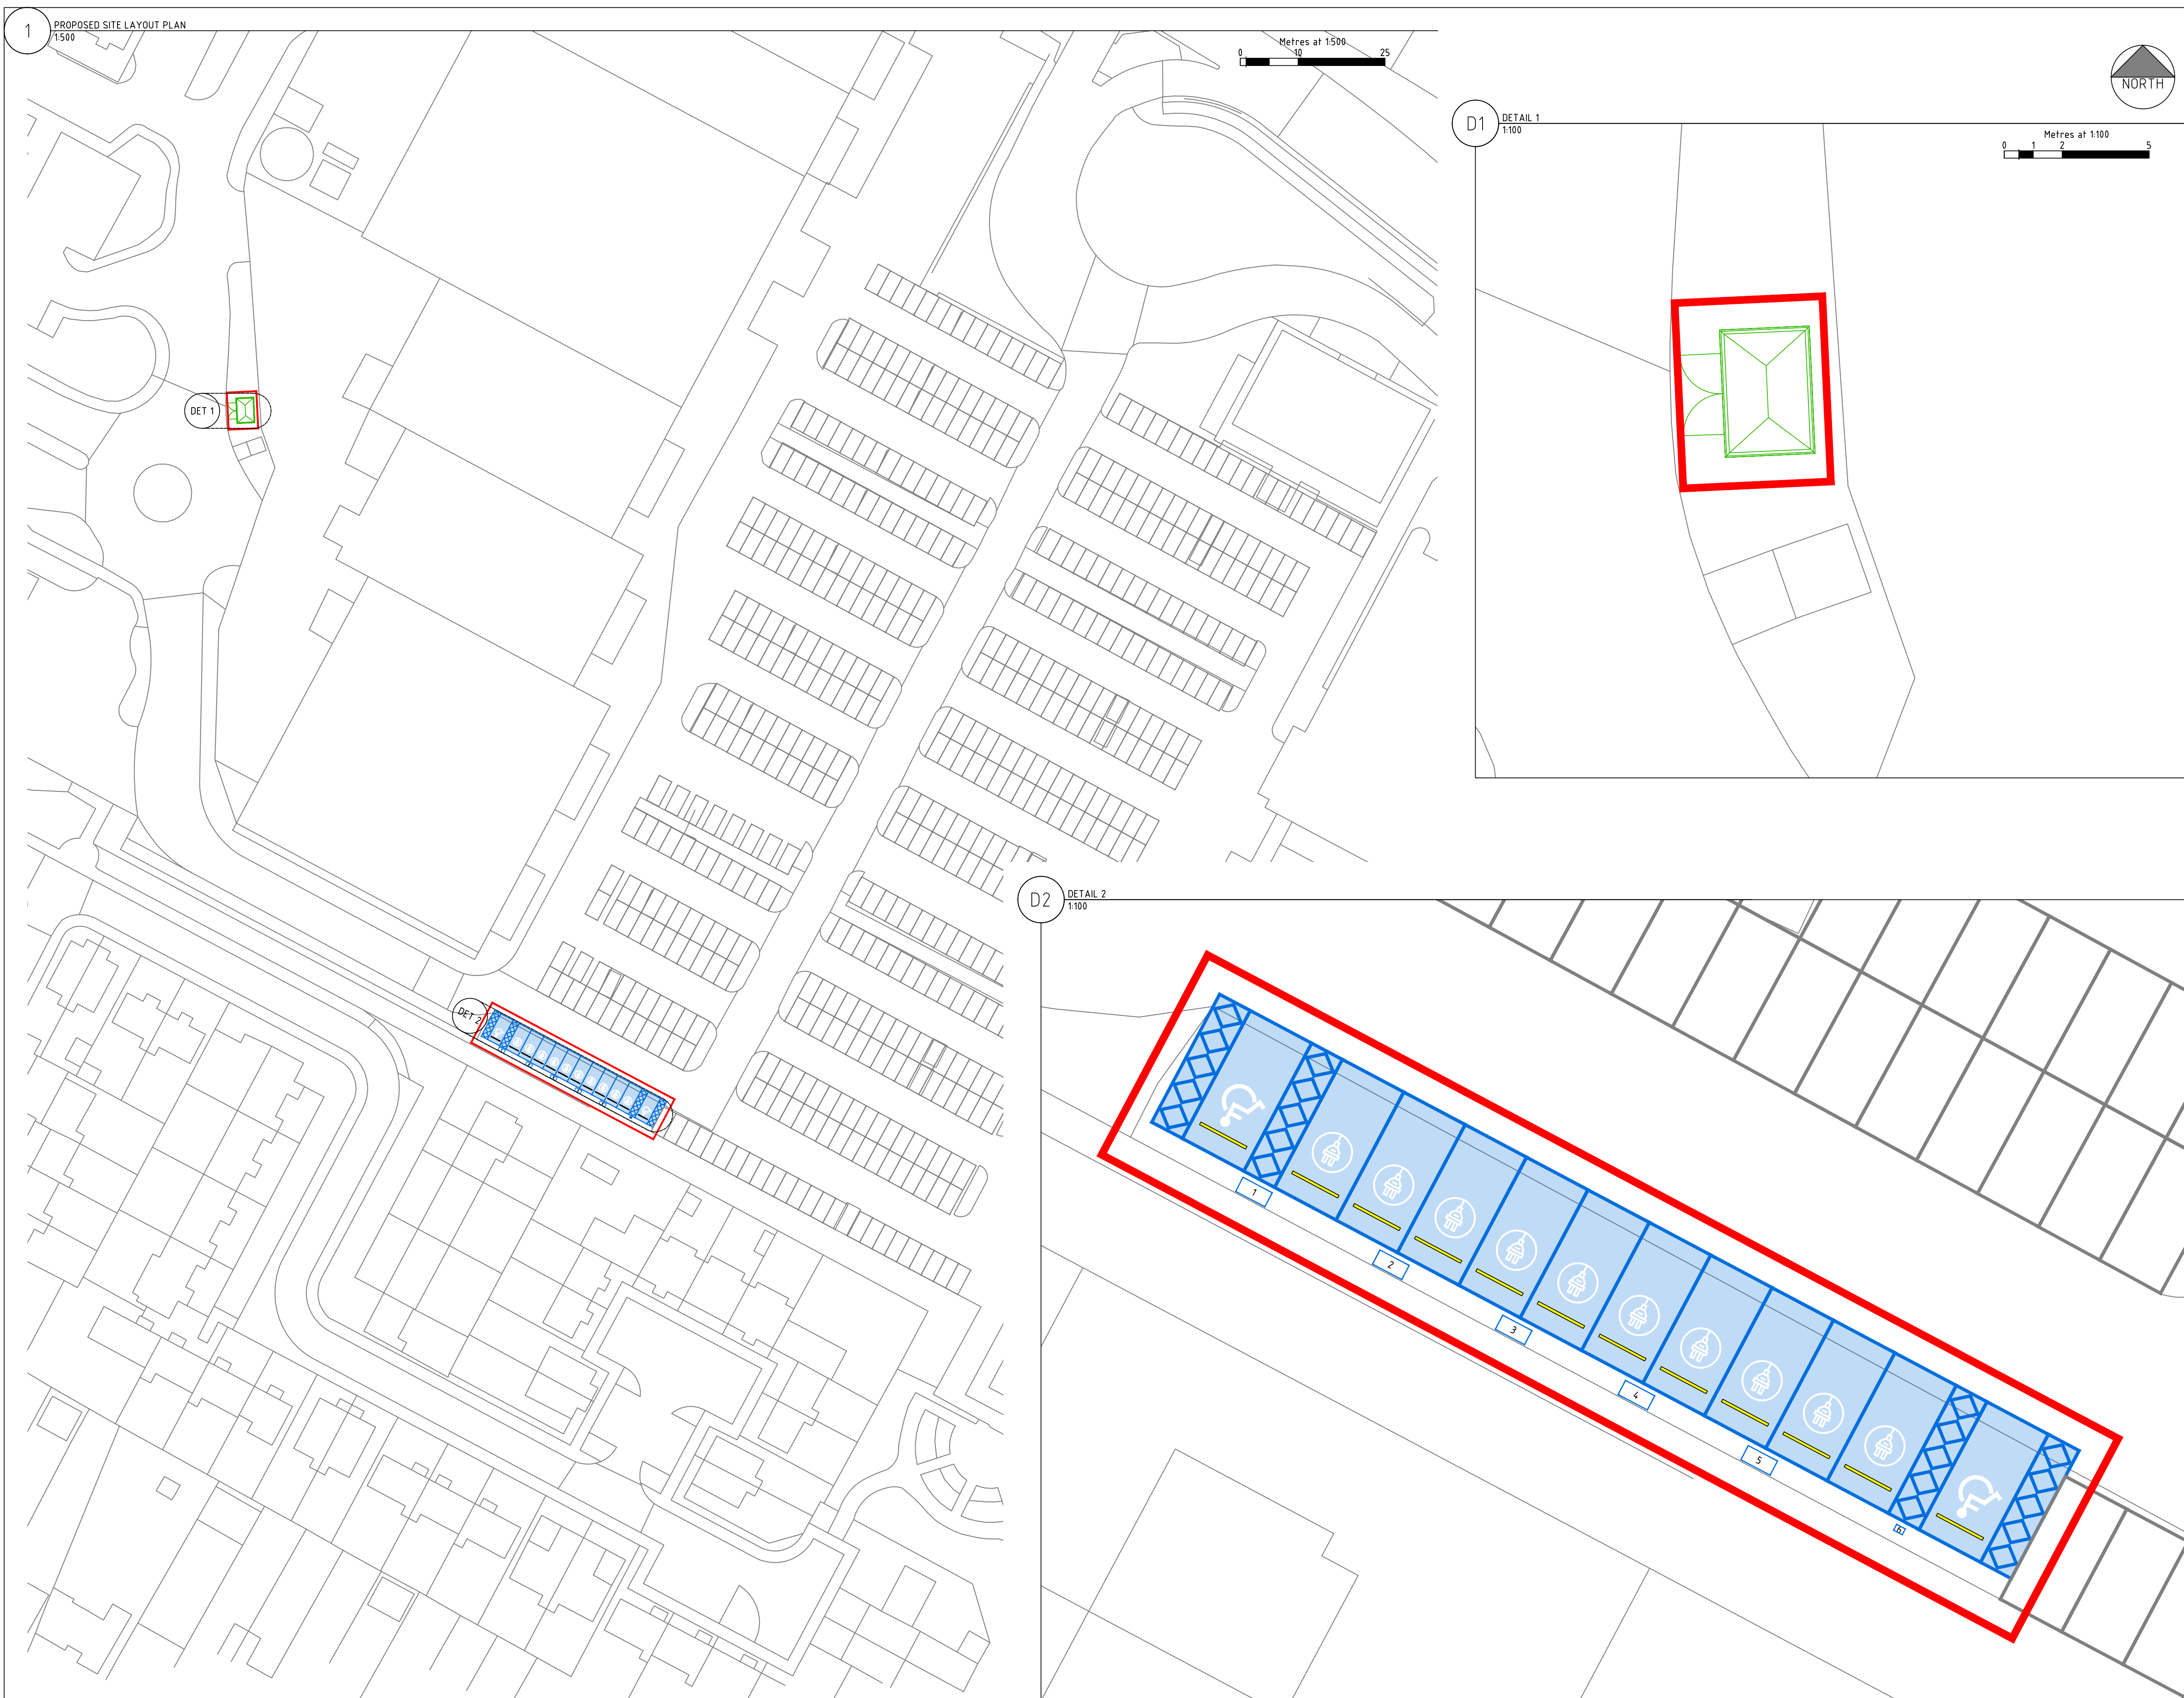 1
PROPOSED SITE LAYOUT PLAN
1:500
Metres at 1:500
0 10 25
NORTH
D1
DETAIL 1
1:100
Metres at 1:100
0 1 2 5
DET 1
DET 2
D2
DETAIL 2
1:100
1
2
3
4
5
6